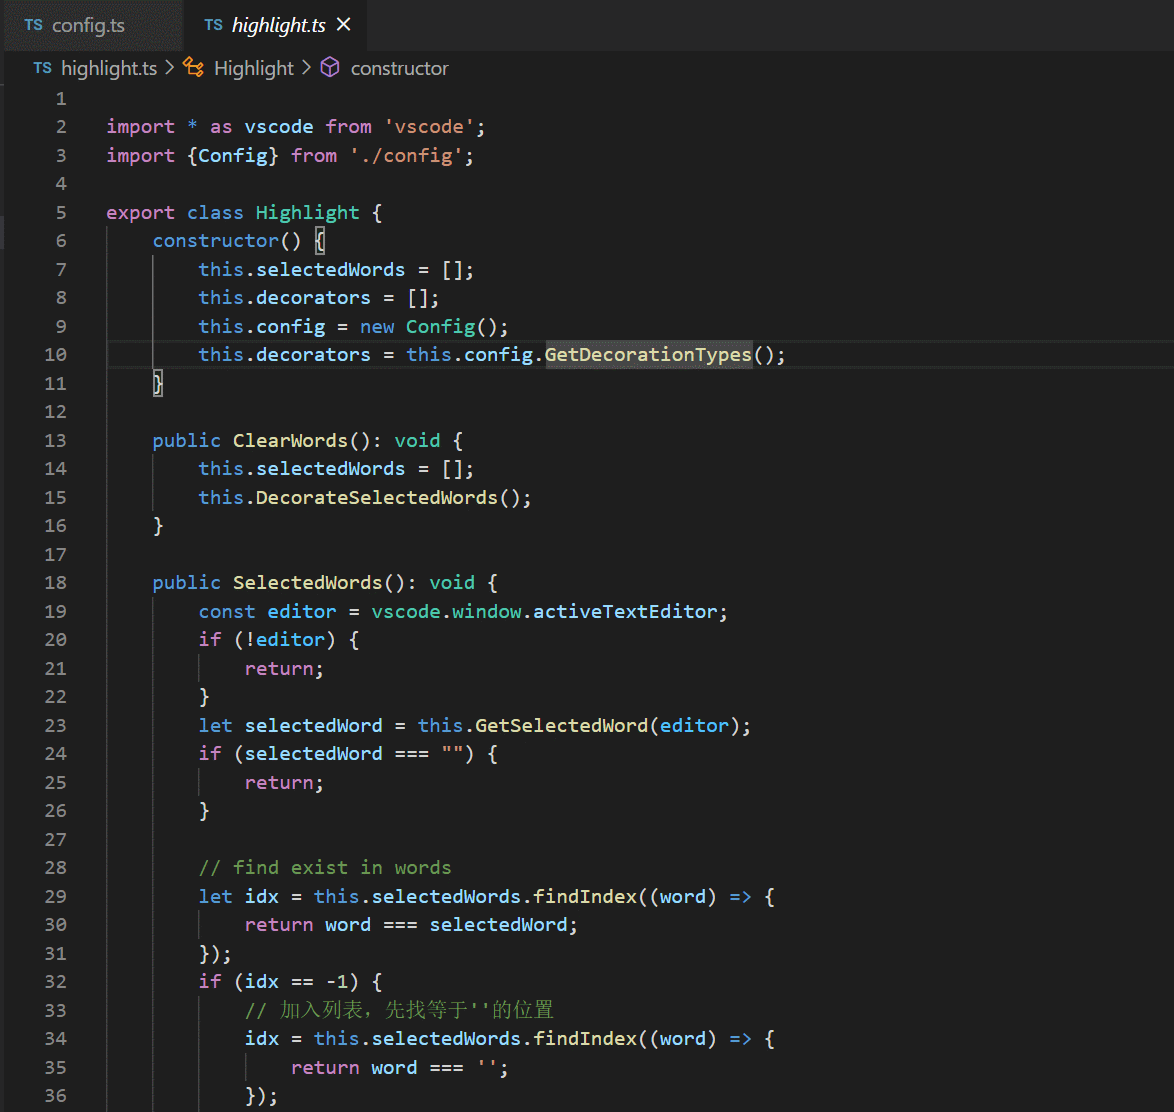 TS config.ts TS highlight.ts ×
TS highlight.ts > Highlight > constructor
1
2 import * as vscode from 'vscode';
3 import {Config} from './config';
4
5 export class Highlight {
6 constructor() {
7 this.selectedWords = [];
8 this.decorators = [];
9 this.config = new Config();
10 this.decorators = this.config.GetDecorationTypes();
11 }
12
13 public ClearWords(): void {
14 this.selectedWords = [];
15 this.DecorateSelectedWords();
16 }
17
18 public SelectedWords(): void {
19 const editor = vscode.window.activeTextEditor;
20 if (!editor) {
21 return;
22 }
23 let selectedWord = this.GetSelectedWord(editor);
24 if (selectedWord === "") {
25 return;
26 }
27
28 // find exist in words
29 let idx = this.selectedWords.findIndex((word) => {
30 return word === selectedWord;
31 });
32 if (idx == -1) {
33 // 加入列表，先找等于''的位置
34 idx = this.selectedWords.findIndex((word) => {
35 return word === '';
36 });